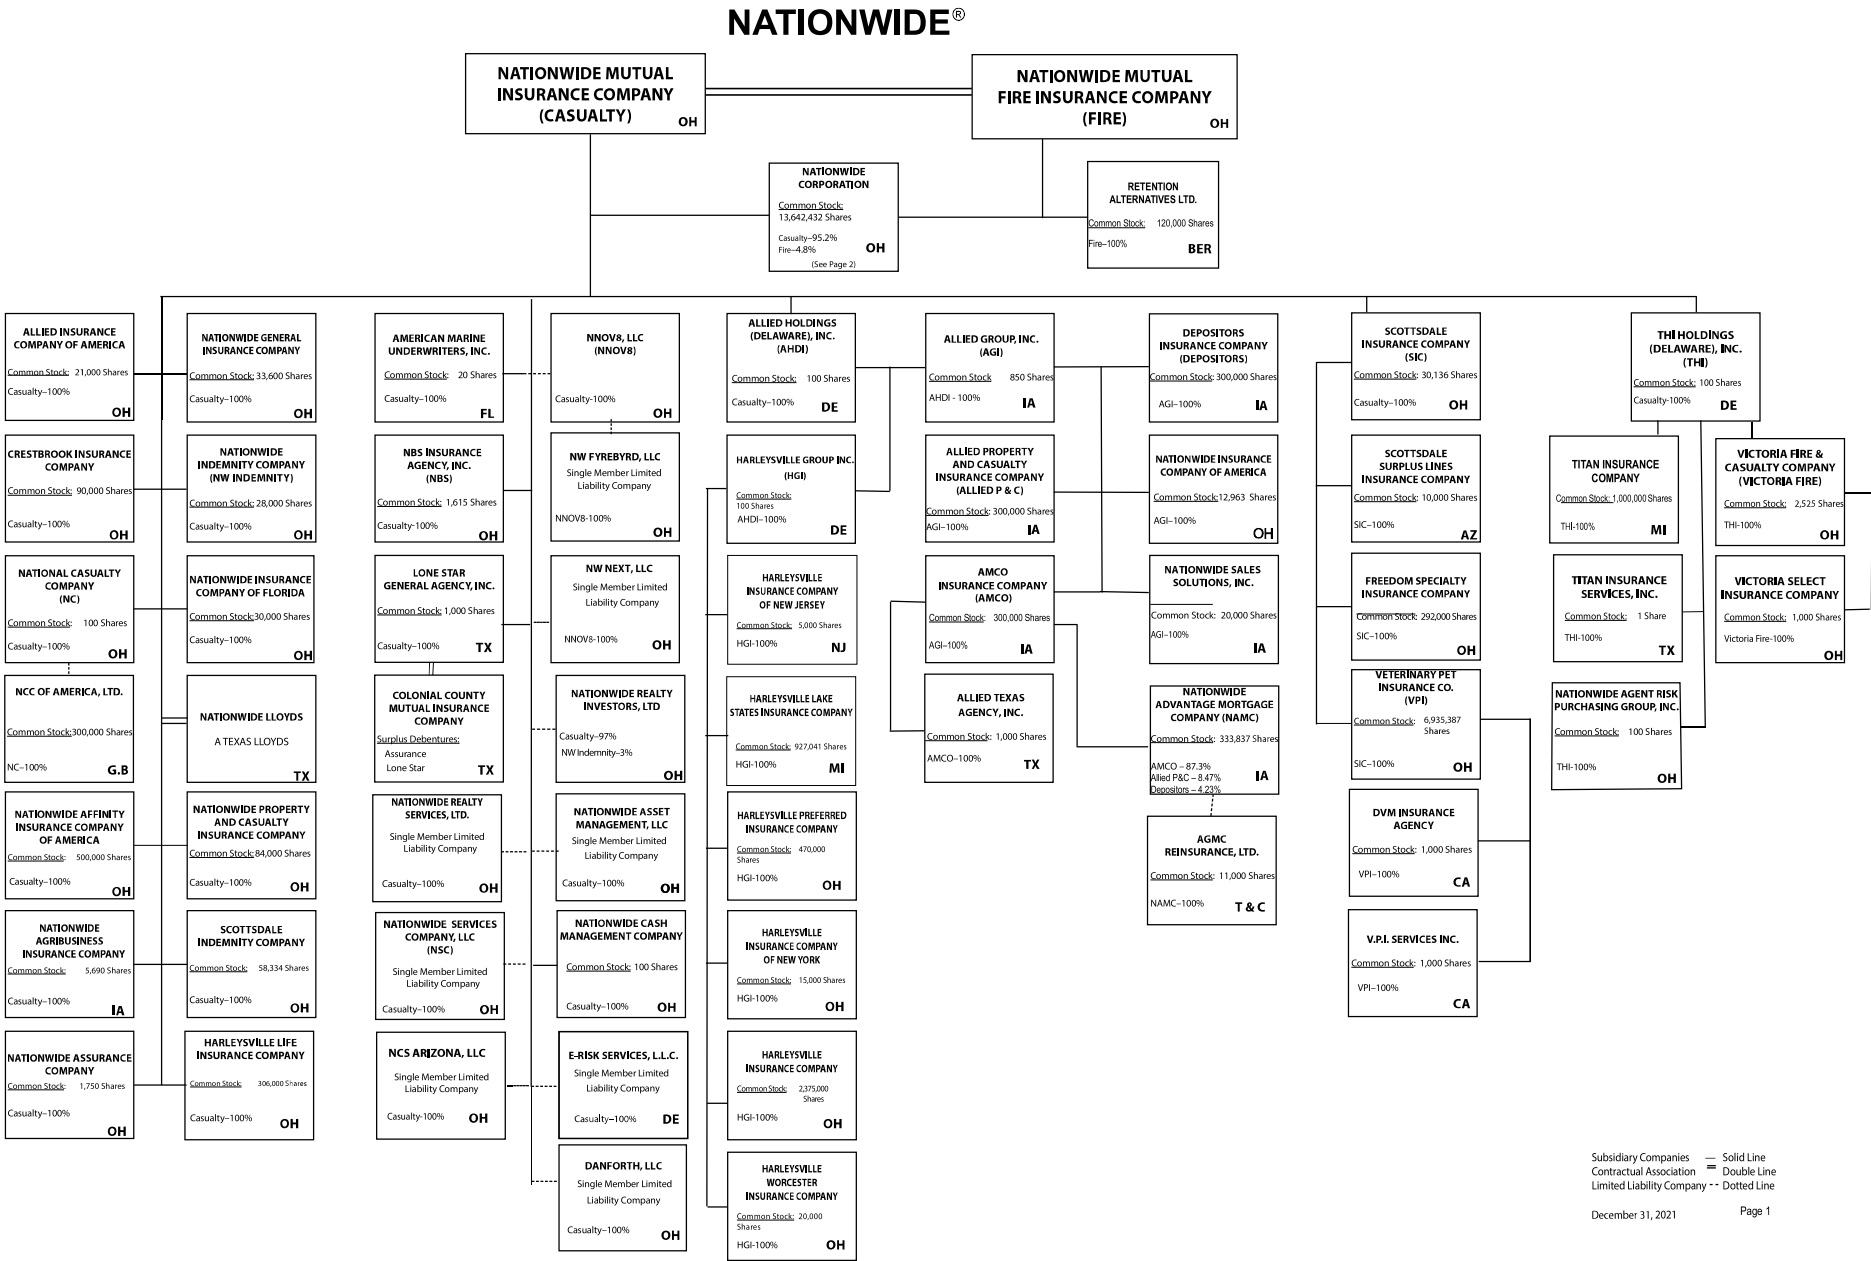 NATIONWIDE®
NATIONWIDE MUTUAL
INSURANCE COMPANY
(CASUALTY)
OH
NATIONWIDE MUTUAL
FIRE INSURANCE COMPANY
(FIRE)
OH
NATIONWIDE
CORPORATION
Common Stock:
13,642,432 Shares
Casualty–95.2%
Fire–4.8%
OH
(See Page 2)
RETENTION
ALTERNATIVES LTD.
Common Stock: 120,000 Shares
Fire–100%
BER
ALLIED INSURANCE
COMPANY OF AMERICA
Common Stock: 21,000 Shares
Casualty–100%
OH
NATIONWIDE GENERAL
INSURANCE COMPANY
Common Stock: 33,600 Shares
Casualty–100%
OH
AMERICAN MARINE
UNDERWRITERS, INC.
Common Stock: 20 Shares
Casualty–100%
FL
NNOV8, LLC
(NNOV8)
Casualty-100%
OH
ALLIED HOLDINGS
(DELAWARE), INC.
(AHDI)
Common Stock: 100 Shares
Casualty–100%
DE
ALLIED GROUP, INC.
(AGI)
Common Stock 850 Shares
AHDI - 100%
IA
DEPOSITORS
INSURANCE COMPANY
(DEPOSITORS)
Common Stock: 300,000 Shares
AGI–100%
IA
SCOTTSDALE
INSURANCE COMPANY
(SIC)
Common Stock: 30,136 Shares
Casualty–100%
OH
THI HOLDINGS
(DELAWARE), INC.
(THI)
Common Stock: 100 Shares
Casualty-100%
DE
CRESTBROOK INSURANCE
COMPANY
Common Stock: 90,000 Shares
Casualty–100%
OH
NATIONWIDE
INDEMNITY COMPANY
(NW INDEMNITY)
Common Stock: 28,000 Shares
Casualty–100%
OH
NBS INSURANCE
AGENCY, INC.
(NBS)
Common Stock: 1,615 Shares
Casualty-100%
OH
NW FYREBYRD, LLC
Single Member Limited
Liability Company
NNOV8-100%
OH
HARLEYSVILLE GROUP INC.
(HGI)
Common Stock:
100 Shares
AHDI–100%
DE
ALLIED PROPERTY
AND CASUALTY
INSURANCE COMPANY
(ALLIED P & C)
Common Stock: 300,000 Shares
AGI–100%
IA
NATIONWIDE INSURANCE
COMPANY OF AMERICA
Common Stock:12,963 Shares
AGI–100%
OH
SCOTTSDALE
SURPLUS LINES
INSURANCE COMPANY
Common Stock: 10,000 Shares
SIC–100%
AZ
TITAN INSURANCE
COMPANY
Common Stock: 1,000,000 Shares
THI-100%
MI
VICTORIA FIRE &
CASUALTY COMPANY
(VICTORIA FIRE)
Common Stock: 2,525 Shares
THI-100%
OH
NATIONAL CASUALTY
COMPANY
(NC)
Common Stock: 100 Shares
Casualty–100%
OH
NATIONWIDE INSURANCE
COMPANY OF FLORIDA
Common Stock:30,000 Shares
Casualty–100%
OH
LONE STAR
GENERAL AGENCY, INC.
Common Stock: 1,000 Shares
Casualty–100%
TX
NW NEXT, LLC
Single Member Limited
Liability Company
NNOV8-100%
OH
HARLEYSVILLE
INSURANCE COMPANY
OF NEW JERSEY
Common Stock: 5,000 Shares
HGI-100%
NJ
AMCO
INSURANCE COMPANY
(AMCO)
Common Stock: 300,000 Shares
AGI–100%
IA
NATIONWIDE SALES
SOLUTIONS, INC.
Common Stock: 20,000 Shares
AGI–100%
IA
FREEDOM SPECIALTY
INSURANCE COMPANY
Common Stock: 292,000 Shares
SIC–100%
OH
TITAN INSURANCE
SERVICES, INC.
Common Stock: 1 Share
THI-100%
TX
VICTORIA SELECT
INSURANCE COMPANY
Common Stock: 1,000 Shares
Victoria Fire-100%
OH
NCC OF AMERICA, LTD.
Common Stock:300,000 Shares
NC–100%
G.B
NATIONWIDE LLOYDS
A TEXAS LLOYDS
TX
COLONIAL COUNTY
MUTUAL INSURANCE
COMPANY
Surplus Debentures:
Assurance
Lone Star
TX
NATIONWIDE REALTY
INVESTORS, LTD
Casualty–97%
NW Indemnity–3%
OH
HARLEYSVILLE LAKE
STATES INSURANCE COMPANY
Common Stock: 927,041 Shares
HGI-100%
MI
ALLIED TEXAS
AGENCY, INC.
Common Stock: 1,000 Shares
AMCO–100%
TX
NATIONWIDE
ADVANTAGE MORTGAGE
COMPANY (NAMC)
Common Stock: 333,837 Shares
AMCO – 87.3%
Allied P&C – 8.47%
Depositors – 4.23%
IA
VETERINARY PET
INSURANCE CO.
(VPI)
Common Stock: 6,935,387
Shares
SIC–100%
OH
NATIONWIDE AGENT RISK
PURCHASING GROUP, INC.
Common Stock: 100 Shares
THI-100%
OH
NATIONWIDE AFFINITY
INSURANCE COMPANY
OF AMERICA
Common Stock: 500,000 Shares
Casualty–100%
OH
NATIONWIDE PROPERTY
AND CASUALTY
INSURANCE COMPANY
Common Stock:84,000 Shares
Casualty–100%
OH
NATIONWIDE REALTY
SERVICES, LTD.
Single Member Limited
Liability Company
Casualty–100%
OH
NATIONWIDE ASSET
MANAGEMENT, LLC
Single Member Limited
Liability Company
Casualty–100%
OH
HARLEYSVILLE PREFERRED
INSURANCE COMPANY
Common Stock: 470,000
Shares
HGI-100%
OH
AGMC
REINSURANCE, LTD.
Common Stock: 11,000 Shares
NAMC–100%
T & C
DVM INSURANCE
AGENCY
Common Stock: 1,000 Shares
VPI–100%
CA
NATIONWIDE
AGRIBUSINESS
INSURANCE COMPANY
Common Stock: 5,690 Shares
Casualty–100%
IA
SCOTTSDALE
INDEMNITY COMPANY
Common Stock: 58,334 Shares
Casualty–100%
OH
NATIONWIDE SERVICES
COMPANY, LLC
(NSC)
Single Member Limited
Liability Company
Casualty–100%
OH
NATIONWIDE CASH
MANAGEMENT COMPANY
Common Stock: 100 Shares
Casualty–100%
OH
HARLEYSVILLE
INSURANCE COMPANY
OF NEW YORK
Common Stock: 15,000 Shares
HGI-100%
OH
V.P.I. SERVICES INC.
Common Stock: 1,000 Shares
VPI–100%
CA
NATIONWIDE ASSURANCE
COMPANY
Common Stock: 1,750 Shares
Casualty–100%
OH
HARLEYSVILLE LIFE
INSURANCE COMPANY
Common Stock: 306,000 Shares
Casualty–100%
OH
NCS ARIZONA, LLC
Single Member Limited
Liability Company
Casualty-100%
OH
E-RISK SERVICES, L.L.C.
Single Member Limited
Liability Company
Casualty–100%
DE
HARLEYSVILLE
INSURANCE COMPANY
Common Stock: 2,375,000
Shares
HGI-100%
OH
DANFORTH, LLC
Single Member Limited
Liability Company
Casualty–100%
OH
HARLEYSVILLE
WORCESTER
INSURANCE COMPANY
Common Stock: 20,000
Shares
HGI-100%
OH
Subsidiary Companies — Solid Line
Contractual Association = Double Line
Limited Liability Company - - Dotted Line
December 31, 2021 Page 1